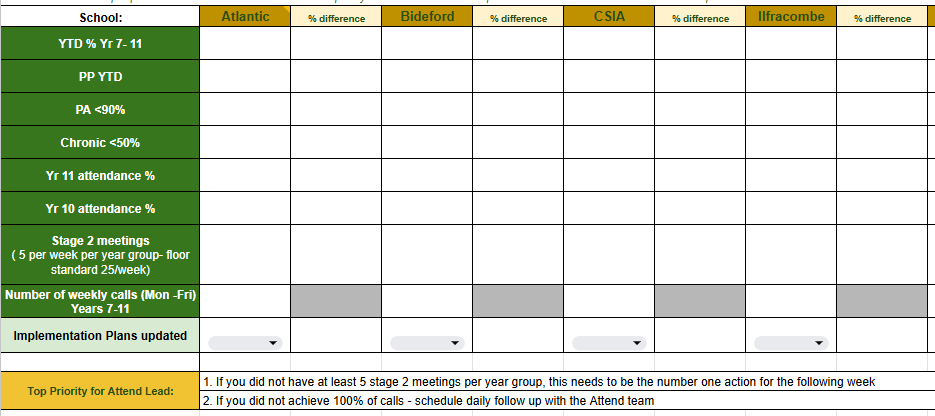 School: Atlantic % difference Bideford % difference CSIA % difference Ilfracombe % difference
YTD % Yr 7- 11
PP YTD
PA <90%
Chronic <50%
Yr 11 attendance %
Yr 10 attendance %
Stage 2 meetings
( 5 per week per year group- floor
standard 25/week)
Number of weekly calls (Mon -Fri)
Years 7-11
Implementation Plans updated
Top Priority for Attend Lead:
1. If you did not have at least 5 stage 2 meetings per year group, this needs to be the number one action for the following week
2. If you did not achieve 100% of calls - schedule daily follow up with the Attend team